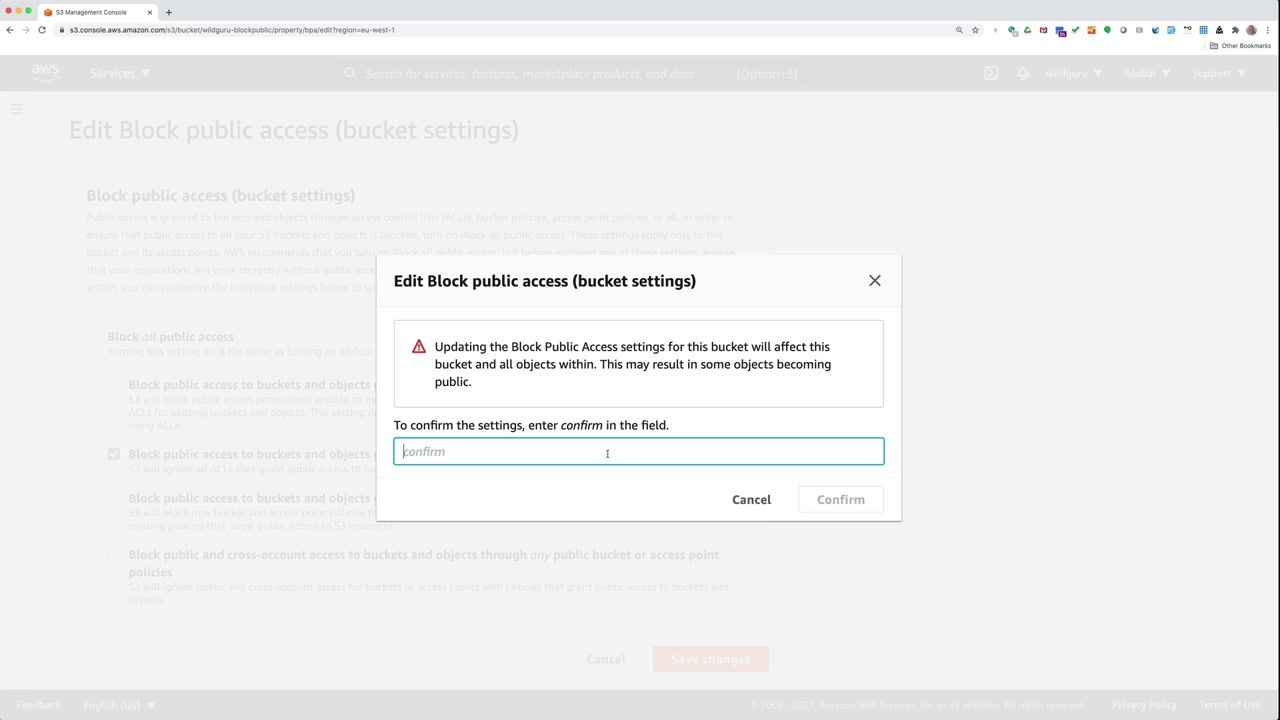 S3 Management Console
s3.console.aws.amazon.com/s3/bucket/wildguru-blockpublic/property/bpa/edit?region=eu-west-1
Other Bookmarks
aws
Services
Search for services, features, marketplace products, and docs
[Option+S]
wildguru
Global
Support
Edit Block public access (bucket settings)
Block public access (bucket settings)
Public access is granted to buckets and objects through access control lists (ACLs), bucket policies, access point policies, or all. In order
to ensure that public access to all your S3 buckets and objects is blocked, turn on Block all public access. These settings apply only to this
bucket and its access points. AWS recommends that you turn on Block all public access, but before applying any of these settings, ensure
that your applications will work correctly without public acce
within, you can customize the individual settings below to su
Block all public access
Turning this setting on is the same as turning on all four
Block public access to buckets and objects g
S3 will block public access permissions applied to ne
ACLs for existing buckets and objects. This setting do
using ACLs.
Block public access to buckets and objects g
S3 will ignore all ACLs that grant public access to bu
Block public access to buckets and objects g
S3 will block new bucket and access point policies th
existing policies that allow public access to S3 resources.
Block public and cross-account access to buckets and objects through any public bucket or access point
policies
S3 will ignore public and cross-account access for buckets or access points with policies that grant public access to buckets and
objects.
Edit Block public access (bucket settings)
Updating the Block Public Access settings for this bucket will affect this
bucket and all objects within. This may result in some objects becoming
public.
To confirm the settings, enter confirm in the field.
confirm
Cancel
Confirm
Cancel
Save changes
Feedback
English (US)
© 2008 - 2021, Amazon Web Services, Inc. or its affiliates. All rights reserved.
Privacy Policy
Terms of Use